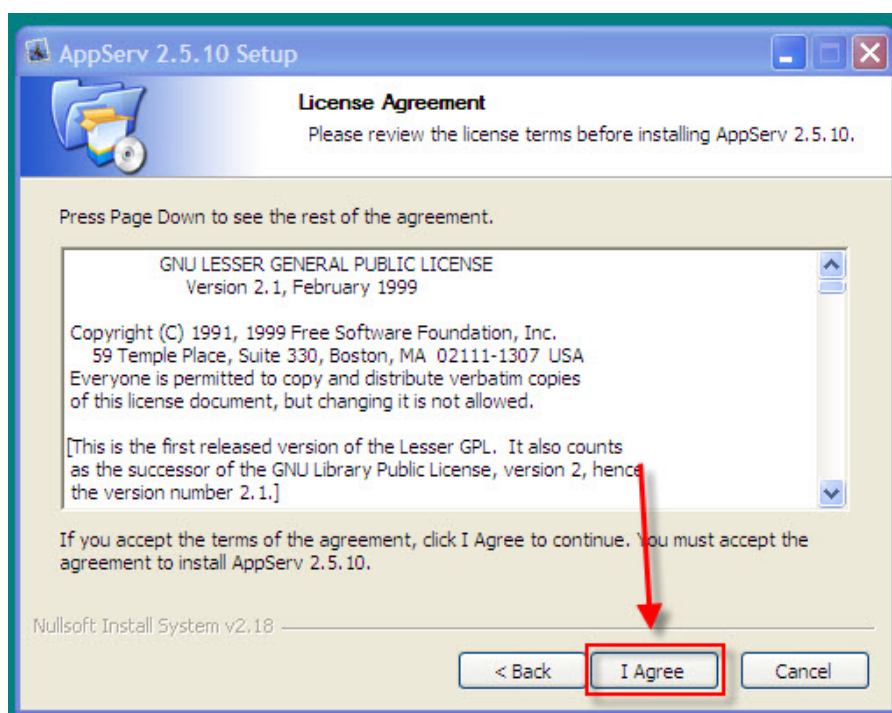 AppServ 2.5.10 Setup
License Agreement
Please review the license terms before installing AppServ 2.5.10.
Press Page Down to see the rest of the agreement.
GNU LESSER GENERAL PUBLIC LICENSE
Version 2.1, February 1999
Copyright (C) 1991, 1999 Free Software Foundation, Inc.
59 Temple Place, Suite 330, Boston, MA 02111-1307 USA
Everyone is permitted to copy and distribute verbatim copies
of this license document, but changing it is not allowed.
[This is the first released version of the Lesser GPL. It also counts
as the successor of the GNU Library Public License, version 2, hence
the version number 2.1.]
If you accept the terms of the agreement, click I Agree to continue. You must accept the
agreement to install AppServ 2.5.10.
Nullsoft Install System v2.18
< Back I Agree Cancel